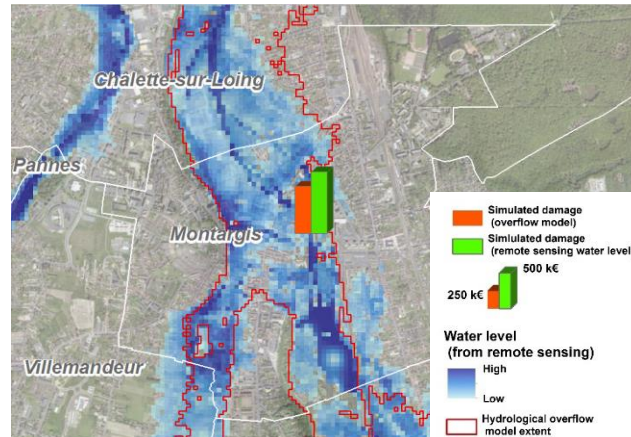 Chalette-sur-Loing
Pannes
Montargis
Villemandeur
Simulated damage
(overflow model)
Simulated damage
(remote sensing water level)
500 k€
250 k€
Water level
(from remote sensing)
High
Low
Hydrological overflow
model extent